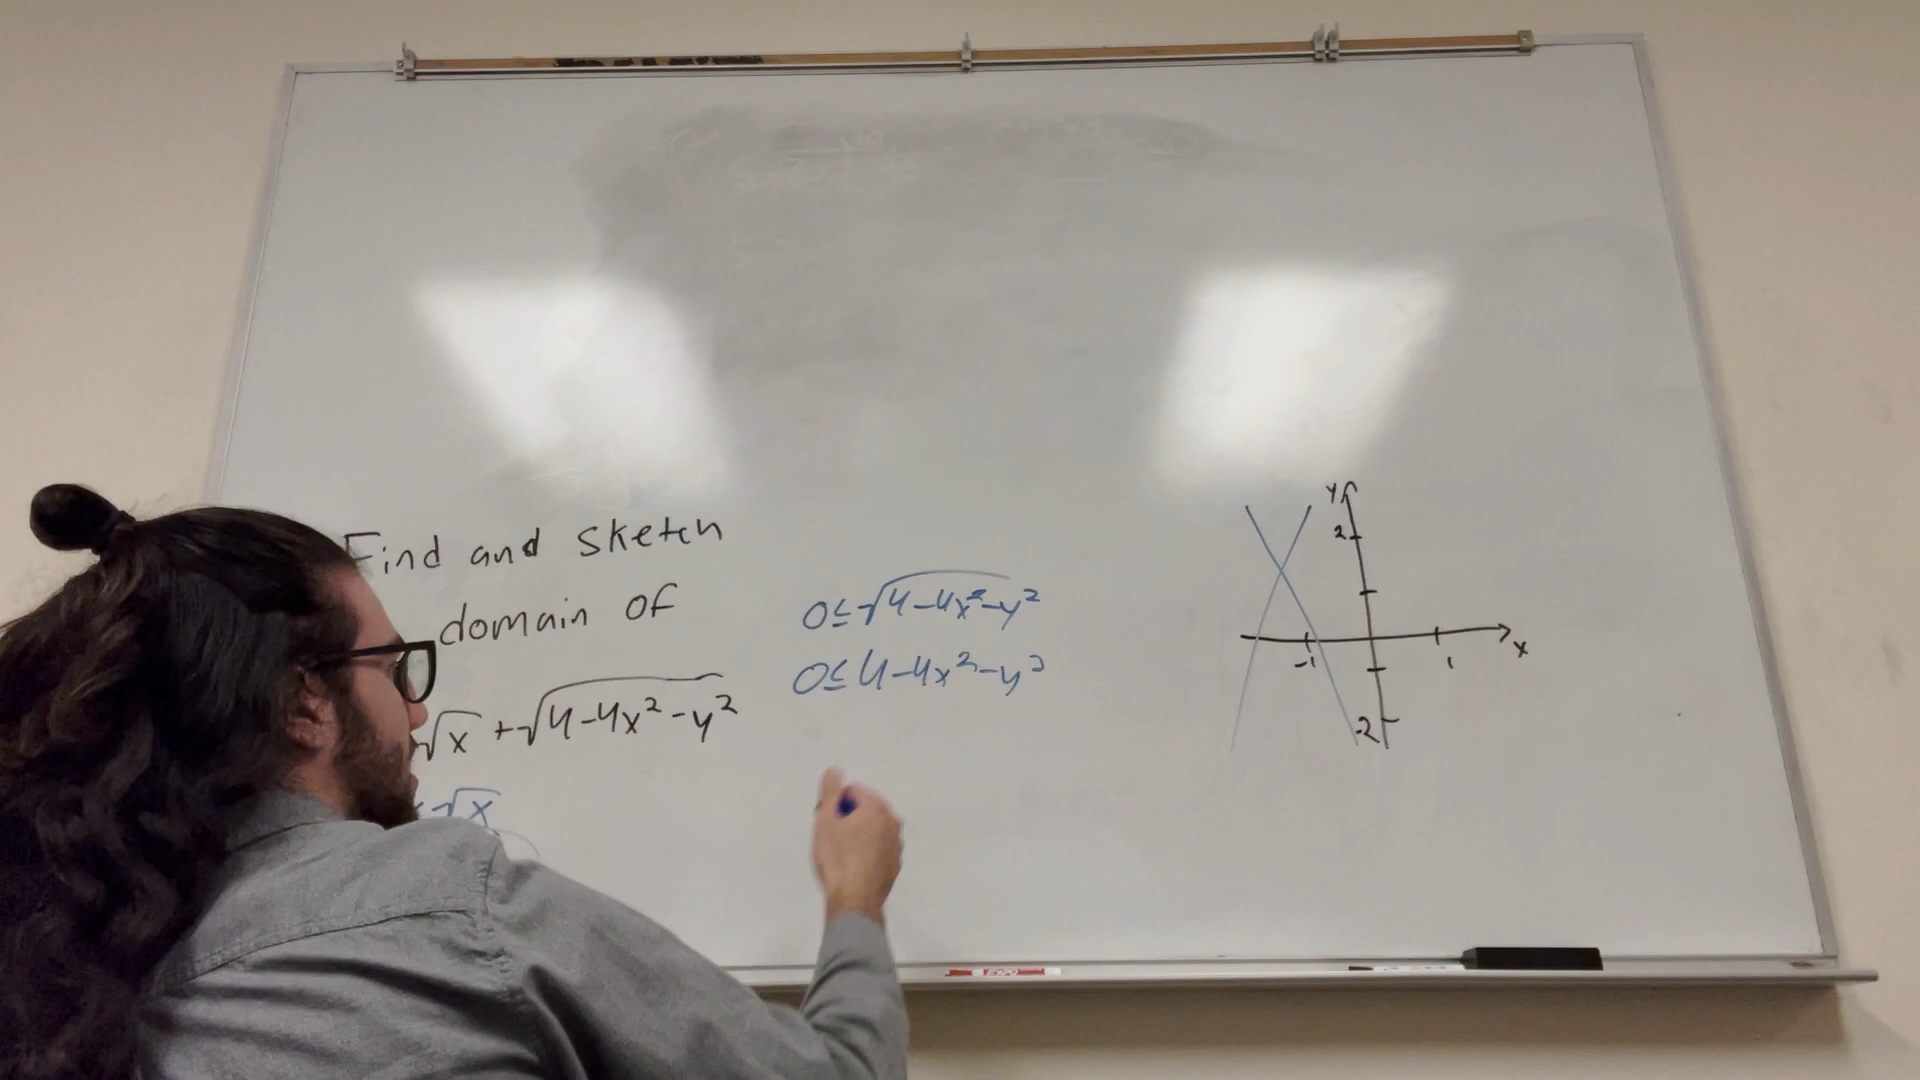 Find and sketch
domain of
√x + √4-4x²-y²
√x
0≤√4-4x²-y²
0≤4-4x²-y²
y
2
-1
1
x
-2
EXPO